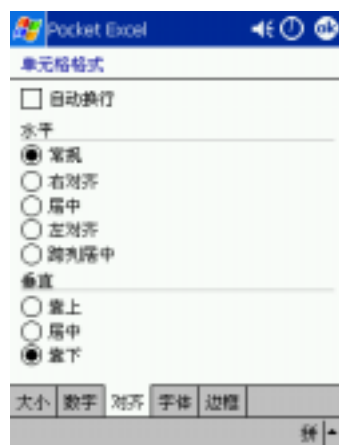 Pocket Excel ok
单元格格式
自动换行
水平
常规
右对齐
居中
左对齐
跨列居中
垂直
靠上
居中
靠下
大小 数字 对齐 字体 边框
拼